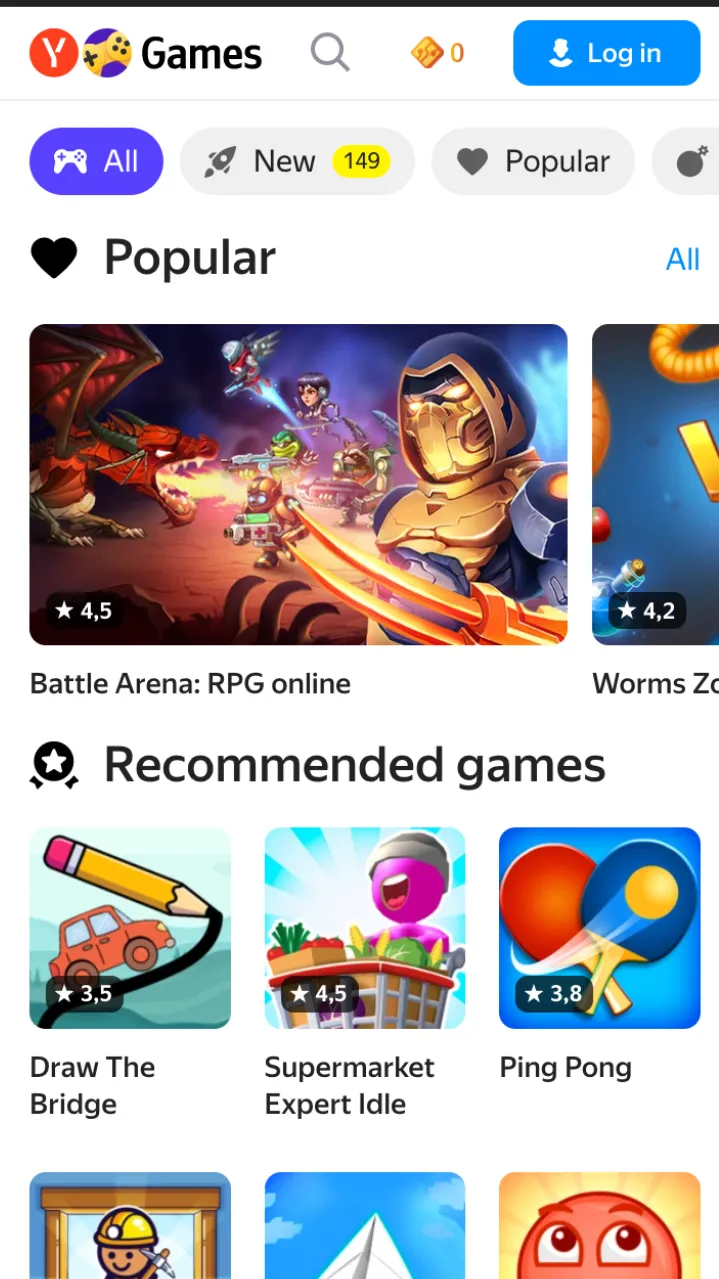 Y Games 0 Log in
All New 149 Popular
Popular All
★ 4,5 ★ 4,2
Battle Arena: RPG online Worms Zo
Recommended games
★ 3,5 ★ 4,5 ★ 3,8
Draw The Supermarket Ping Pong
Bridge Expert Idle